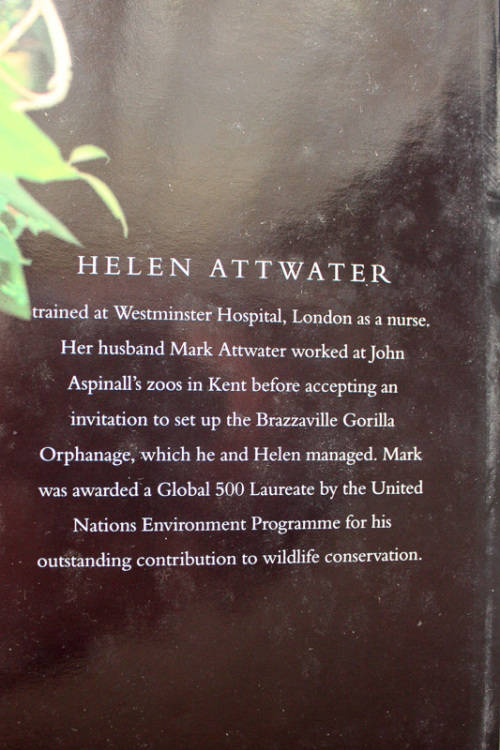 HELEN ATTWATER
trained at Westminster Hospital, London as a nurse.
Her husband Mark Attwater worked at John
Aspinall's zoos in Kent before accepting an
invitation to set up the Brazzaville Gorilla
Orphanage, which he and Helen managed. Mark
was awarded a Global 500 Laureate by the United
Nations Environment Programme for his
outstanding contribution to wildlife conservation.